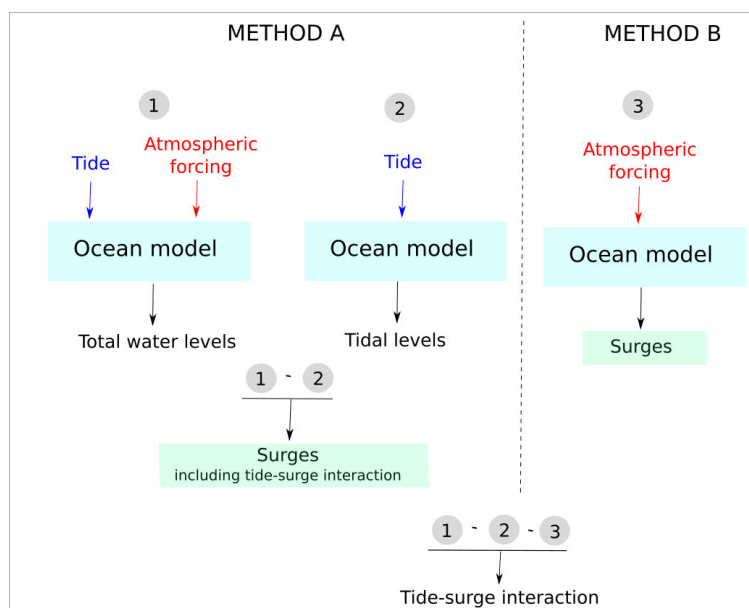 METHOD A
METHOD B
1
2
3
Tide
Atmospheric
forcing
Tide
Atmospheric
forcing
Ocean model
Ocean model
Ocean model
Total water levels
Tidal levels
Surges
1 - 2
Surges
including tide-surge interaction
1 - 2 - 3
Tide-surge interaction